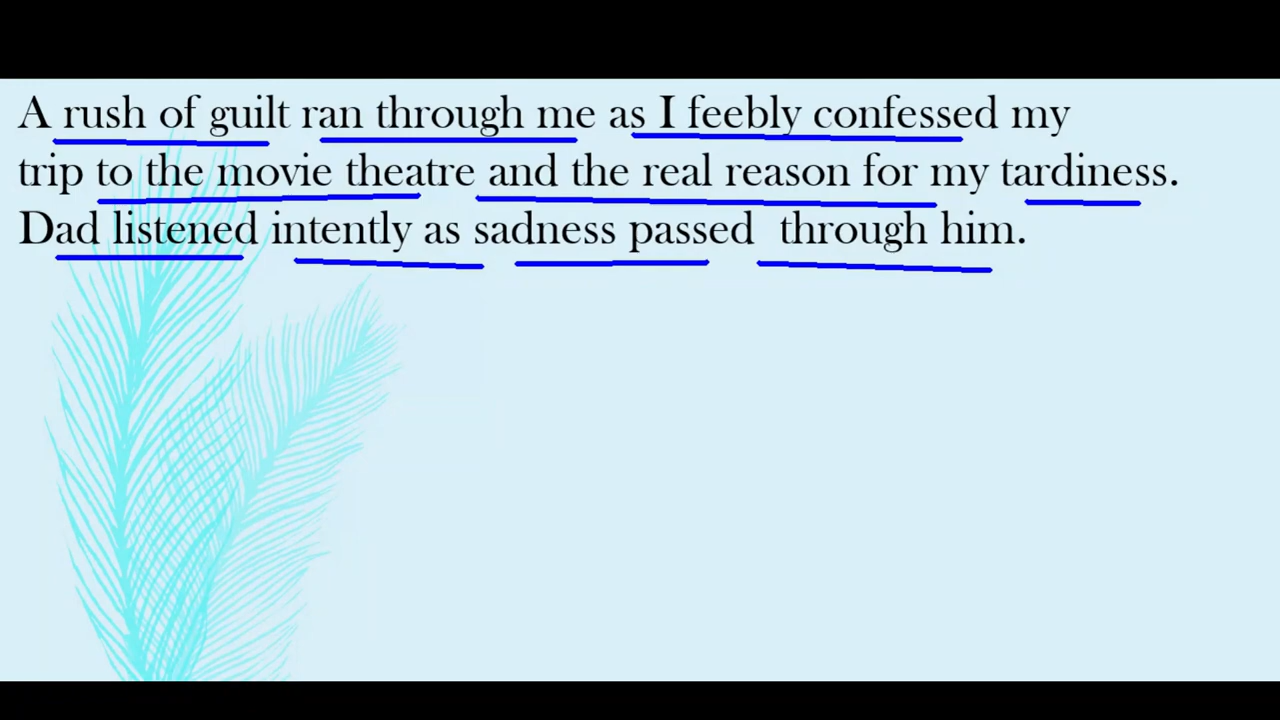 A rush of guilt ran through me as I feebly confessed my
trip to the movie theatre and the real reason for my tardiness.
Dad listened intently as sadness passed through him.